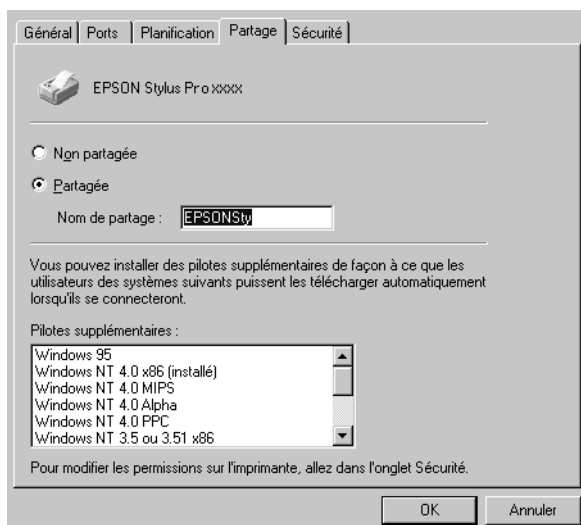 Général Ports Planification Partage Sécurité
EPSON Stylus Pro xxxx
Non partagée
Partagée
Nom de partage : EPSONSty
Vous pouvez installer des pilotes supplémentaires de façon à ce que les
utilisateurs des systèmes suivants puissent les télécharger automatiquement
lorsqu'ils se connecteront.
Pilotes supplémentaires :
Windows 95
Windows NT 4.0 x86 (installé)
Windows NT 4.0 MIPS
Windows NT 4.0 Alpha
Windows NT 4.0 PPC
Windows NT 3.5 ou 3.51 x86
Pour modifier les permissions sur l'imprimante, allez dans l'onglet Sécurité.
OK Annuler